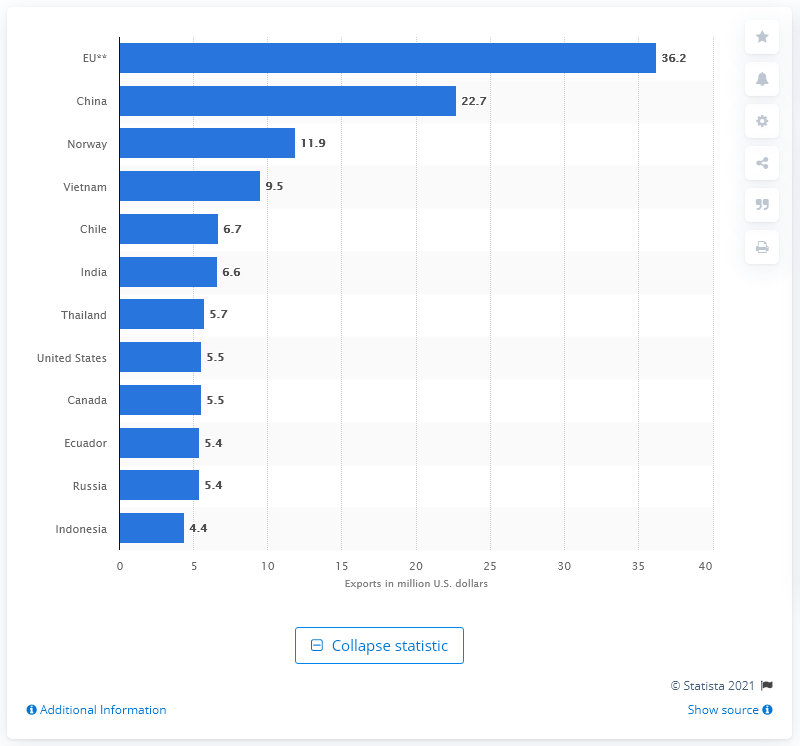 EU** 36.2
China 22.7
Norway 11.9
Vietnam 9.5
Chile 6.7
India 6.6
Thailand 5.7
United States 5.5
Canada 5.5
Ecuador 5.4
Russia 5.4
Indonesia 4.4
0 5 10 15 20 25 30 35 40
Exports in million U.S. dollars
Collapse statistic
© Statista 2021
Additional Information
Show source